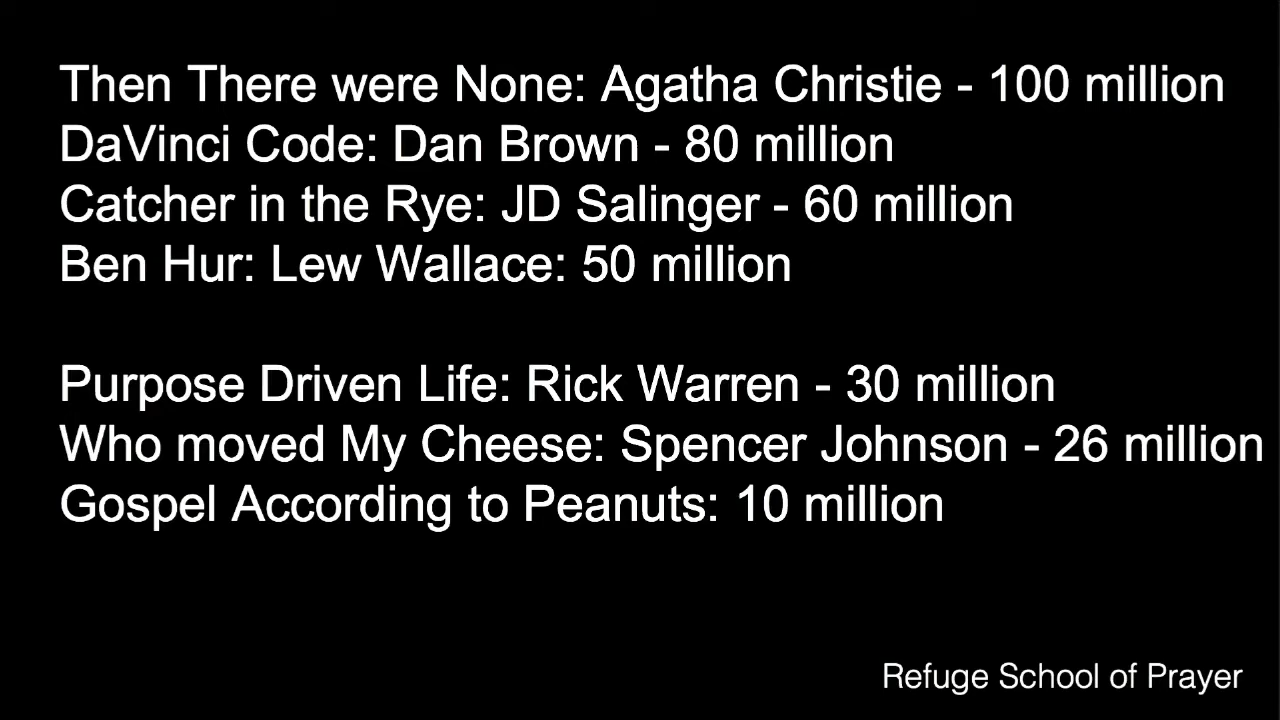 Then There were None: Agatha Christie - 100 million
DaVinci Code: Dan Brown - 80 million
Catcher in the Rye: JD Salinger - 60 million
Ben Hur: Lew Wallace: 50 million
Purpose Driven Life: Rick Warren - 30 million
Who moved My Cheese: Spencer Johnson - 26 million
Gospel According to Peanuts: 10 million
Refuge School of Prayer